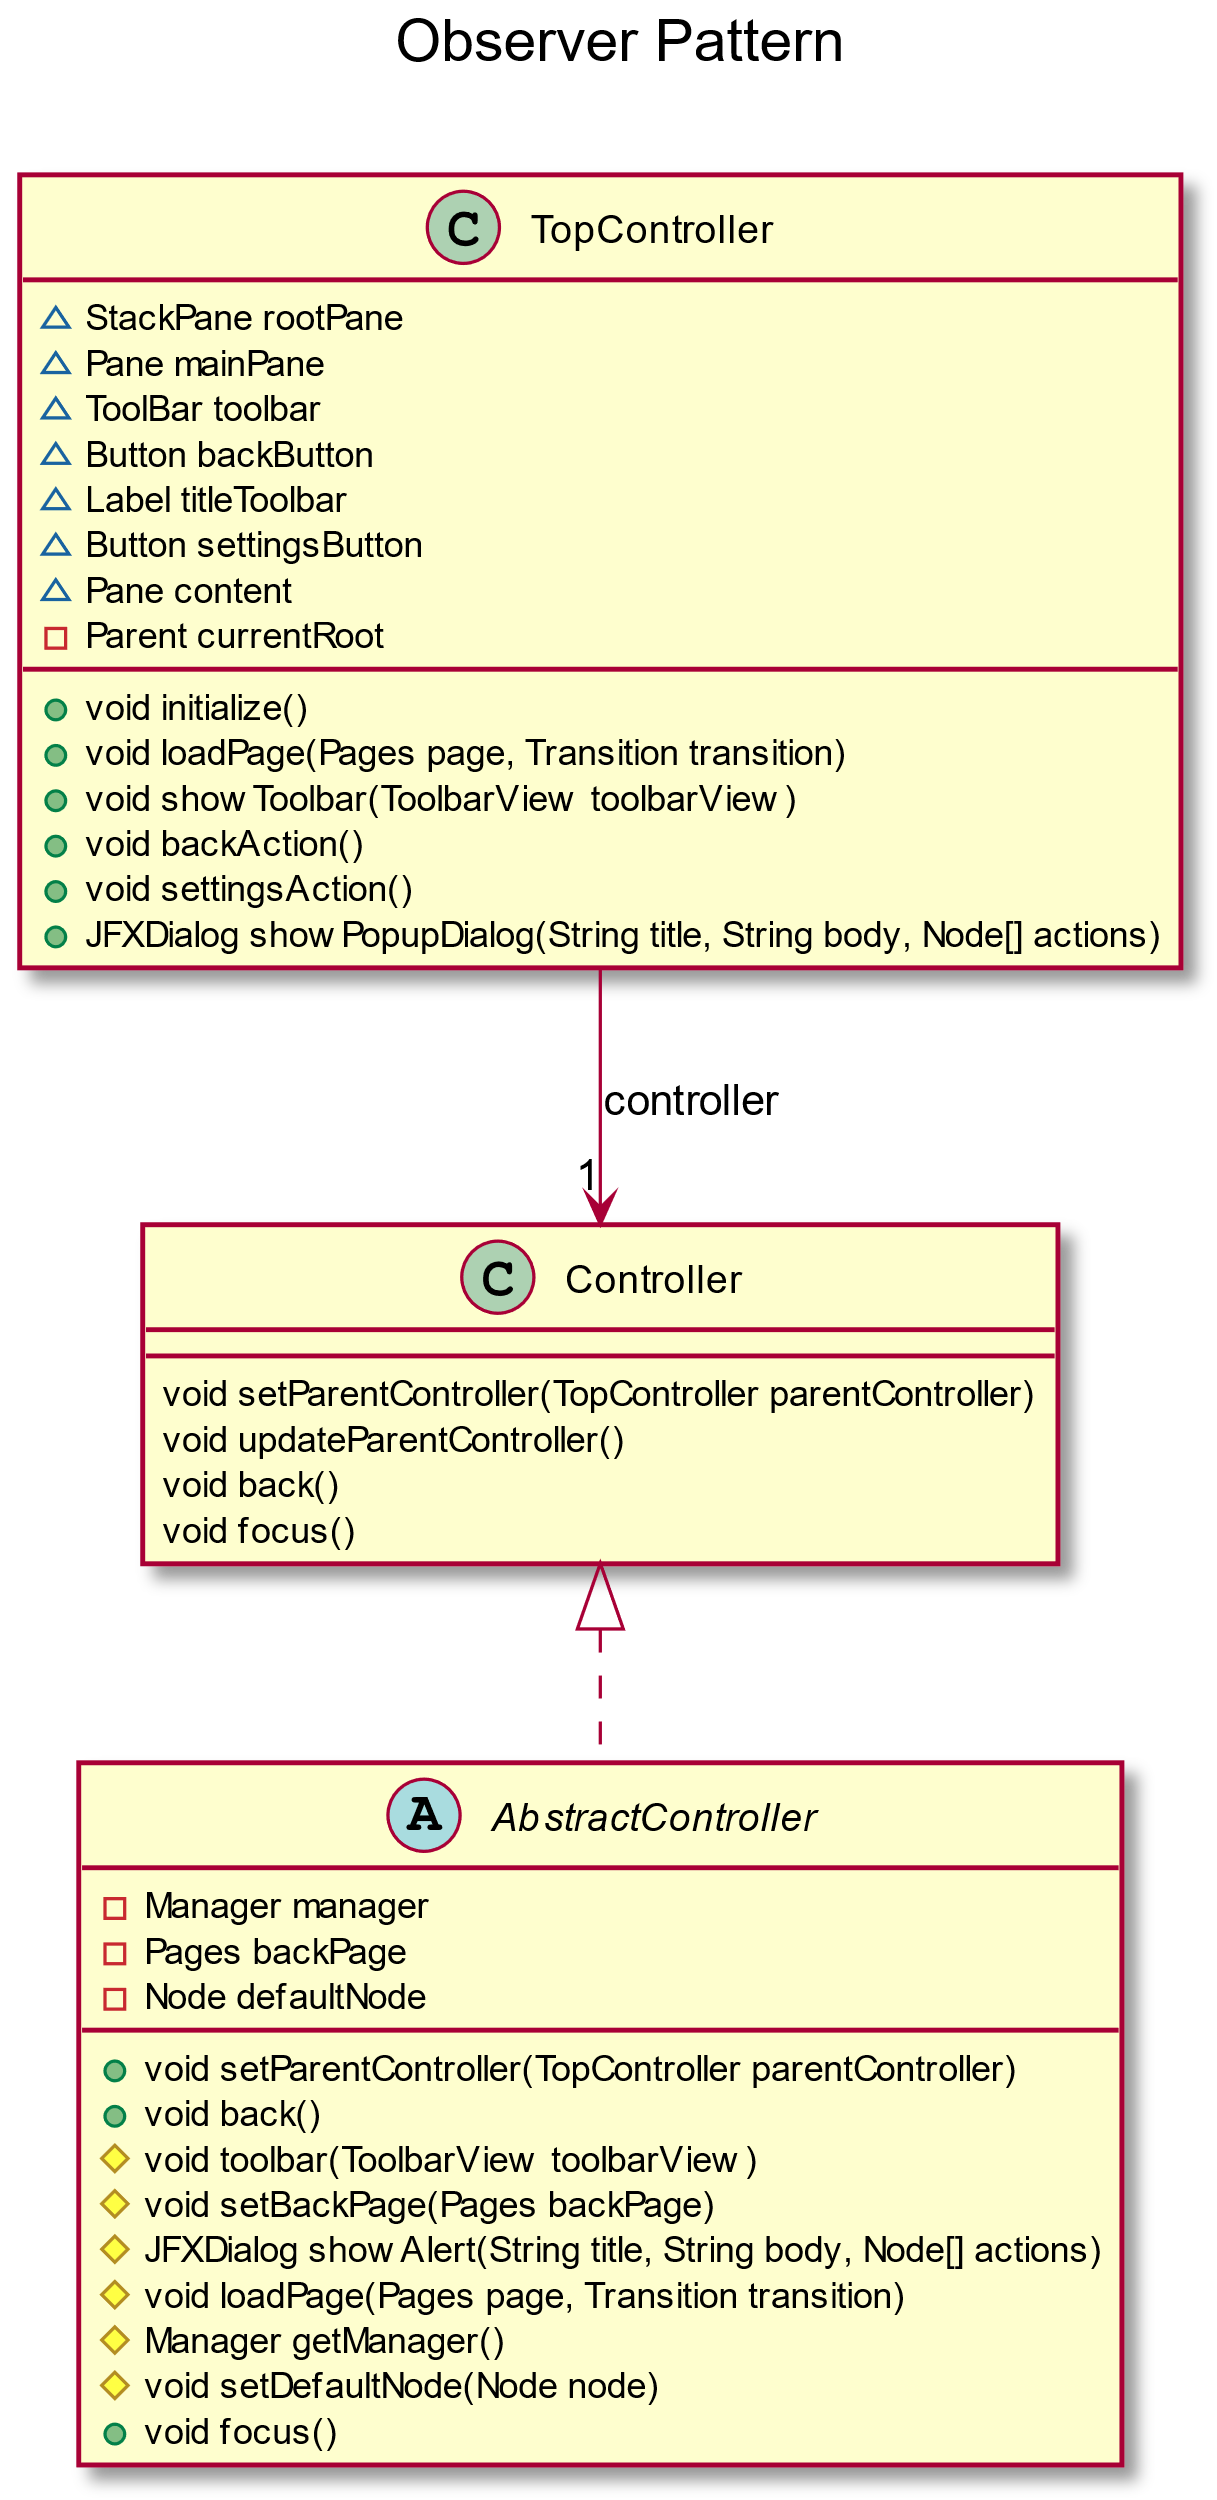 Observer Pattern
C TopController
StackPane rootPane
Pane mainPane
ToolBar toolbar
Button backButton
Label titleToolbar
Button settingsButton
Pane content
Parent currentRoot
void initialize()
void loadPage(Pages page, Transition transition)
void showToolbar(ToolbarView toolbarView)
void backAction()
void settingsAction()
JFXDialog showPopupDialog(String title, String body, Node[] actions)
controller
1
C Controller
void setParentController(TopController parentController)
void updateParentController()
void back()
void focus()
A AbstractController
Manager manager
Pages backPage
Node defaultNode
void setParentController(TopController parentController)
void back()
void toolbar(ToolbarView toolbarView)
void setBackPage(Pages backPage)
JFXDialog showAlert(String title, String body, Node[] actions)
void loadPage(Pages page, Transition transition)
Manager getManager()
void setDefaultNode(Node node)
void focus()